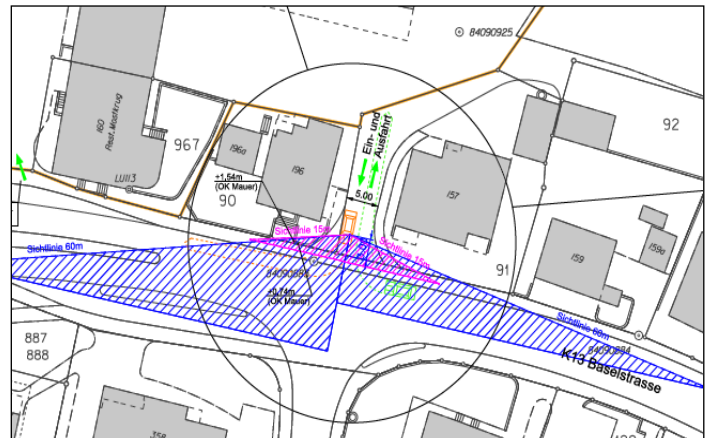 84090925
160
Rest. Mostkrug
LU113
967
196a
196
+1,54m
(OK Mauer)
90
Ein- und
Ausfahrt
5.00
157
92
91
159
159a
Sichtlinie 60m
Sichtlinie 15m
Sichtlinie 15m
Sichtlinie 60m
+0,74m
(OK Mauer)
84090884
K13 Baselstrasse
887
888
358